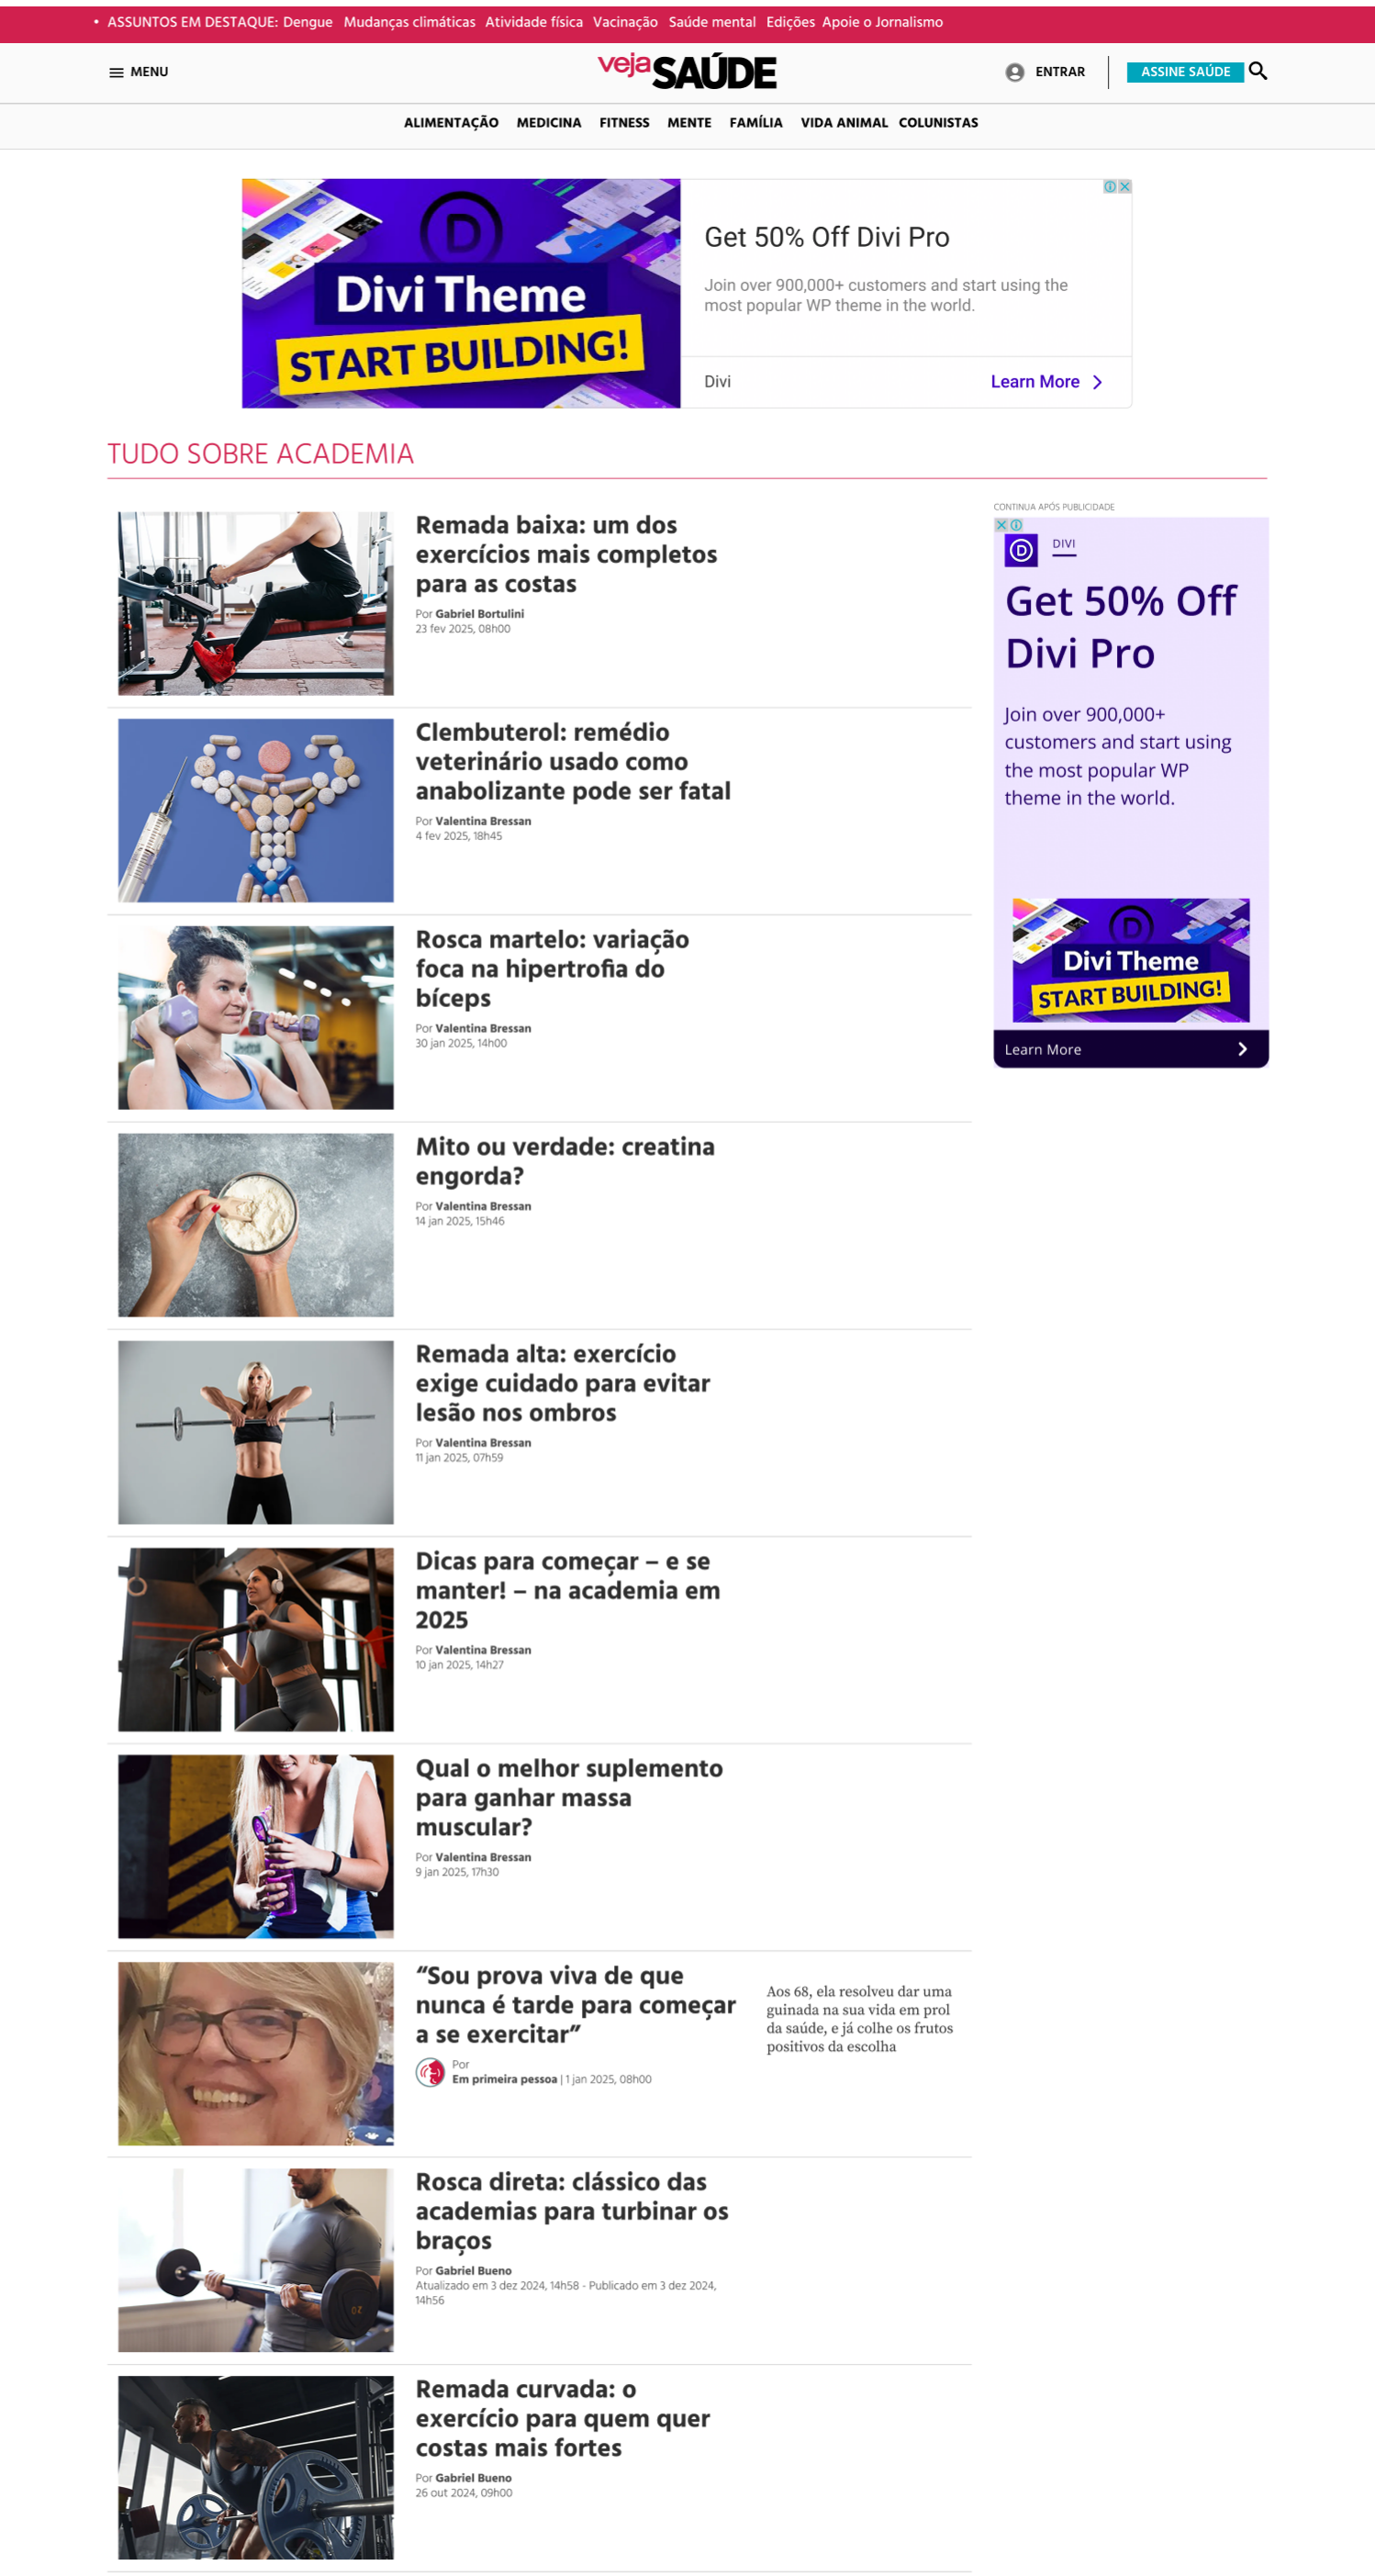 • ASSUNTOS EM DESTAQUE: Dengue Mudanças climáticas Atividade física Vacinação Saúde mental Edições Apoie o Jornalismo
MENU
veja SAÚDE
ENTRAR
ASSINE SAÚDE
ALIMENTAÇÃO MEDICINA FITNESS MENTE FAMÍLIA VIDA ANIMAL COLUNISTAS
D
Divi Theme
START BUILDING!
Get 50% Off Divi Pro
Join over 900,000+ customers and start using the
most popular WP theme in the world.
Divi
Learn More
TUDO SOBRE ACADEMIA
Remada baixa: um dos
exercícios mais completos
para as costas
Por Gabriel Bortulini
23 fev 2025, 08h00
Clembuterol: remédio
veterinário usado como
anabolizante pode ser fatal
Por Valentina Bressan
4 fev 2025, 18h45
Rosca martelo: variação
foca na hipertrofia do
bíceps
Por Valentina Bressan
30 jan 2025, 14h00
Mito ou verdade: creatina
engorda?
Por Valentina Bressan
14 jan 2025, 15h46
Remada alta: exercício
exige cuidado para evitar
lesão nos ombros
Por Valentina Bressan
11 jan 2025, 07h59
Dicas para começar – e se
manter! – na academia em
2025
Por Valentina Bressan
10 jan 2025, 14h27
Qual o melhor suplemento
para ganhar massa
muscular?
Por Valentina Bressan
9 jan 2025, 17h30
“Sou prova viva de que
nunca é tarde para começar
a se exercitar”
Por
Em primeira pessoa | 1 jan 2025, 08h00
Aos 68, ela resolveu dar uma
guinada na sua vida em prol
da saúde, e já colhe os frutos
positivos da escolha
Rosca direta: clássico das
academias para turbinar os
braços
Por Gabriel Bueno
Atualizado em 3 dez 2024, 14h58 - Publicado em 3 dez 2024,
14h56
20
Remada curvada: o
exercício para quem quer
costas mais fortes
Por Gabriel Bueno
26 out 2024, 09h00
CONTINUA APÓS PUBLICIDADE
D
DIVI
Get 50% Off
Divi Pro
Join over 900,000+
customers and start using
the most popular WP
theme in the world.
D
Divi Theme
START BUILDING!
Learn More